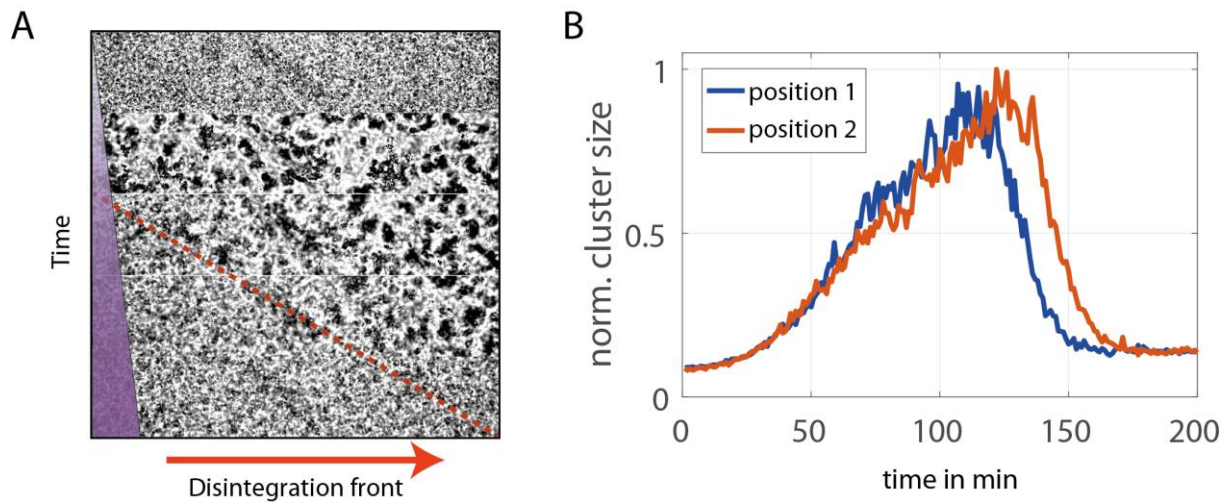 A
Time
Disintegration front
B
norm. cluster size
1
0.5
0
position 1
position 2
0 50 100 150 200
time in min